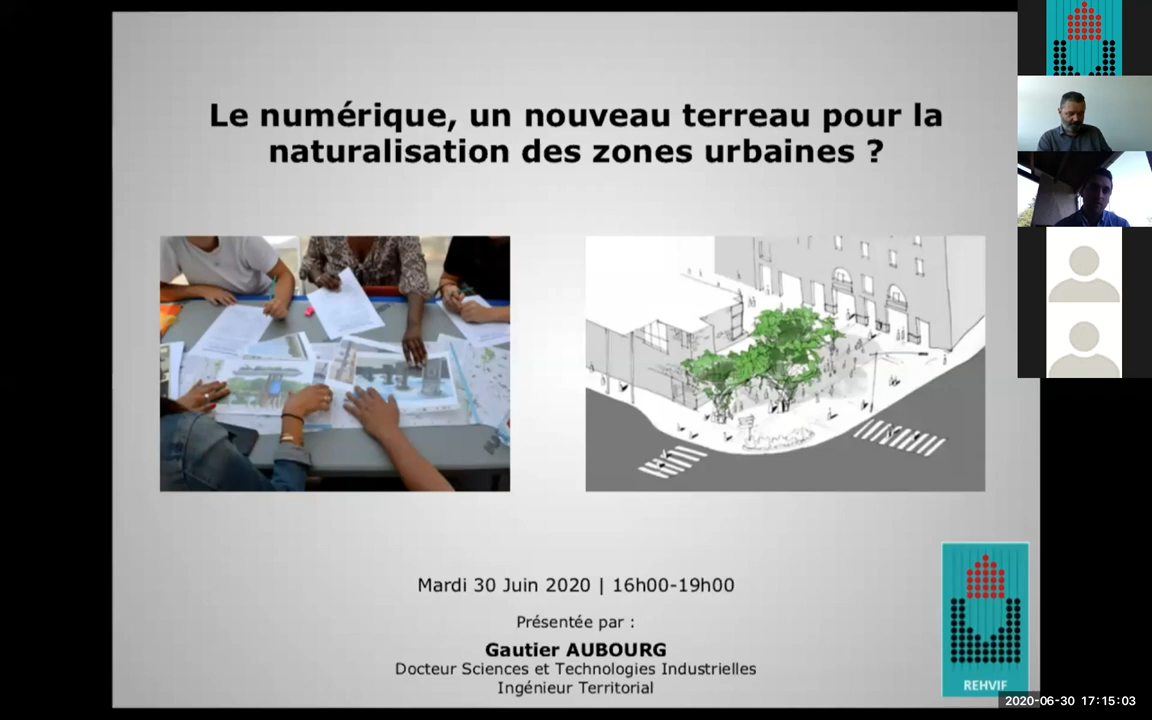 Le numérique, un nouveau terreau pour la
naturalisation des zones urbaines ?
Mardi 30 Juin 2020 | 16h00-19h00
Présentée par :
Gautier AUBOURG
Docteur Sciences et Technologies Industrielles
Ingénieur Territorial
REHVIF
2020-06-30 17:15:03